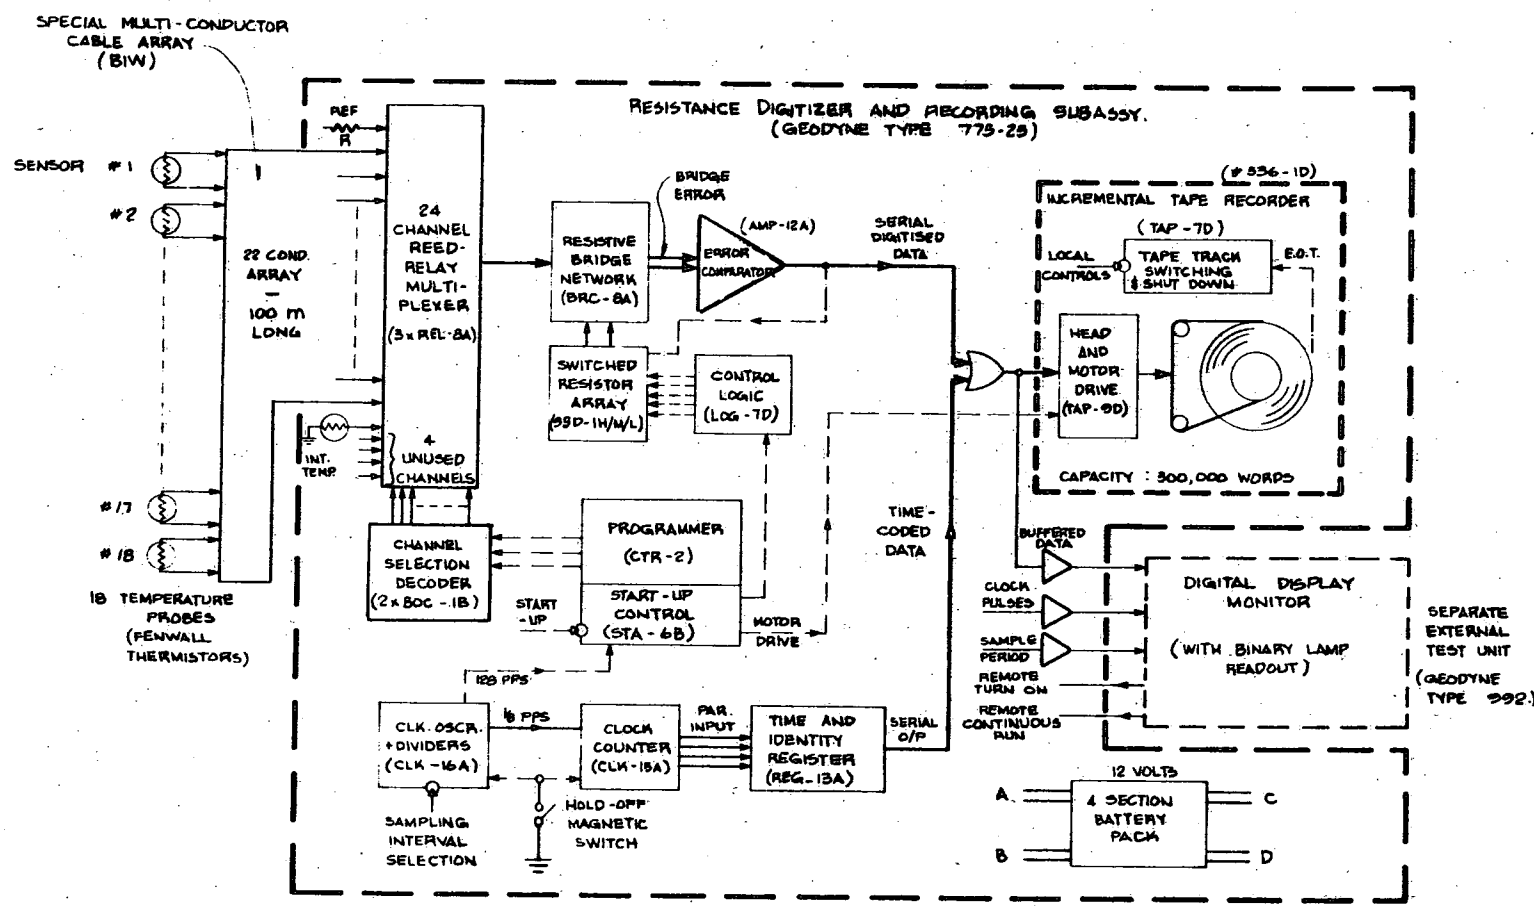 SPECIAL MULTI-CONDUCTOR
CABLE ARRAY
(BIW)
RESISTANCE DIGITIZER AND RECORDING SUBASSY.
(GEODYNE TYPE 775-25)
REF
R
SENSOR #1
#2
#17
#18
18 TEMPERATURE
PROBES
(FENWALL
THERMISTORS)
22 COND.
ARRAY
—
100 m
LONG
24
CHANNEL
REED-
RELAY
MULTI-
PLEXER
(3 x REL-8A)
4
UNUSED
CHANNELS
INT.
TEMP.
RESISTIVE
BRIDGE
NETWORK
(BRC-8A)
BRIDGE
ERROR
(AMP-12A)
ERROR
COMPARATOR
SERIAL
DIGITISED
DATA
SWITCHED
RESISTOR
ARRAY
(SSD-1H/M/L)
CONTROL
LOGIC
(LOG-7D)
(#536-1D)
INCREMENTAL TAPE RECORDER
(TAP-7D)
LOCAL
CONTROLS
TAPE TRACK
SWITCHING
& SHUT DOWN
E.O.T.
HEAD
AND
MOTOR
DRIVE
(TAP-9D)
CAPACITY : 300,000 WORDS
CHANNEL
SELECTION
DECODER
(2 x BOC-1B)
PROGRAMMER
(CTR-2)
START-UP
CONTROL
(STA-6B)
START
-UP
MOTOR
DRIVE
TIME-
CODED
DATA
BUFFERED
DATA
CLOCK
PULSES
SAMPLE
PERIOD
REMOTE
TURN ON
REMOTE
CONTINUOUS
RUN
DIGITAL DISPLAY
MONITOR
(WITH BINARY LAMP
READOUT)
SEPARATE
EXTERNAL
TEST UNIT
(GEODYNE
TYPE 992.)
128 PPS
CLK. OSCR.
+ DIVIDERS
(CLK-16A)
1/8 PPS
CLOCK
COUNTER
(CLK-15A)
PAR.
INPUT
TIME AND
IDENTITY
REGISTER
(REG-13A)
SERIAL
O/P
SAMPLING
INTERVAL
SELECTION
HOLD-OFF
MAGNETIC
SWITCH
12 VOLTS
A
B
4 SECTION
BATTERY
PACK
C
D